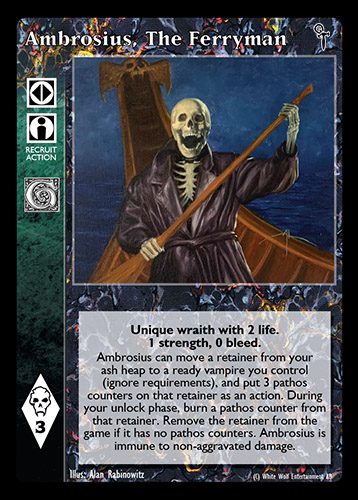 Ambrosius, The Ferryman
RECRUIT
ACTION
Unique wraith with 2 life.
1 strength, 0 bleed.
Ambrosius can move a retainer from your
ash heap to a ready vampire you control
(ignore requirements), and put 3 pathos
counters on that retainer as an action. During
your unlock phase, burn a pathos counter from
that retainer. Remove the retainer from the
game if it has no pathos counters. Ambrosius is
immune to non-aggravated damage.
3
Illus: Alan Rabinowitz
(C) White Wolf Entertainment AB